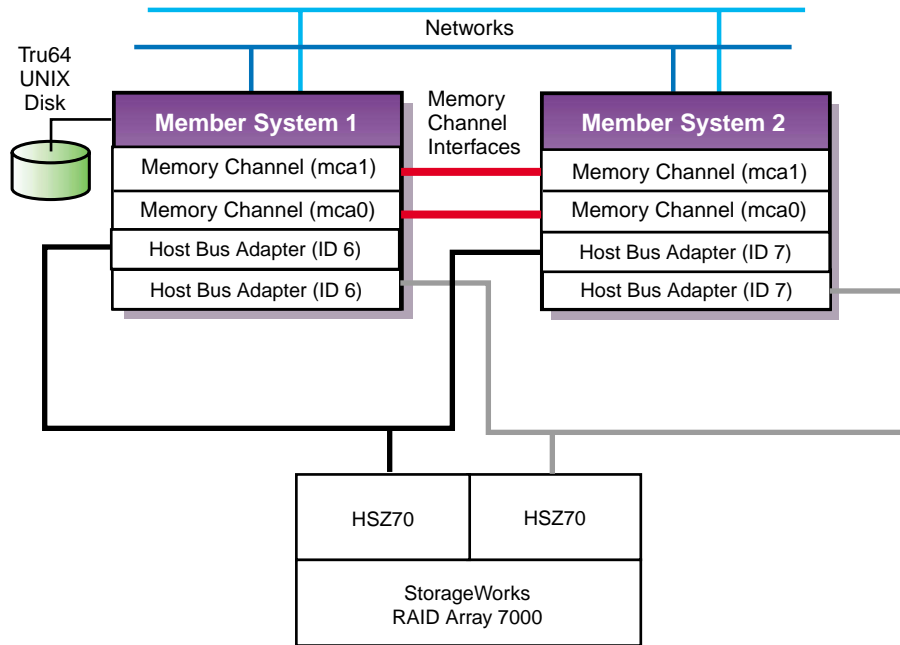 Networks
Tru64
UNIX
Disk
Memory
Channel
Interfaces
Member System 1
Memory Channel (mca1)
Memory Channel (mca0)
Host Bus Adapter (ID 6)
Host Bus Adapter (ID 6)
Member System 2
Memory Channel (mca1)
Memory Channel (mca0)
Host Bus Adapter (ID 7)
Host Bus Adapter (ID 7)
HSZ70
HSZ70
StorageWorks
RAID Array 7000